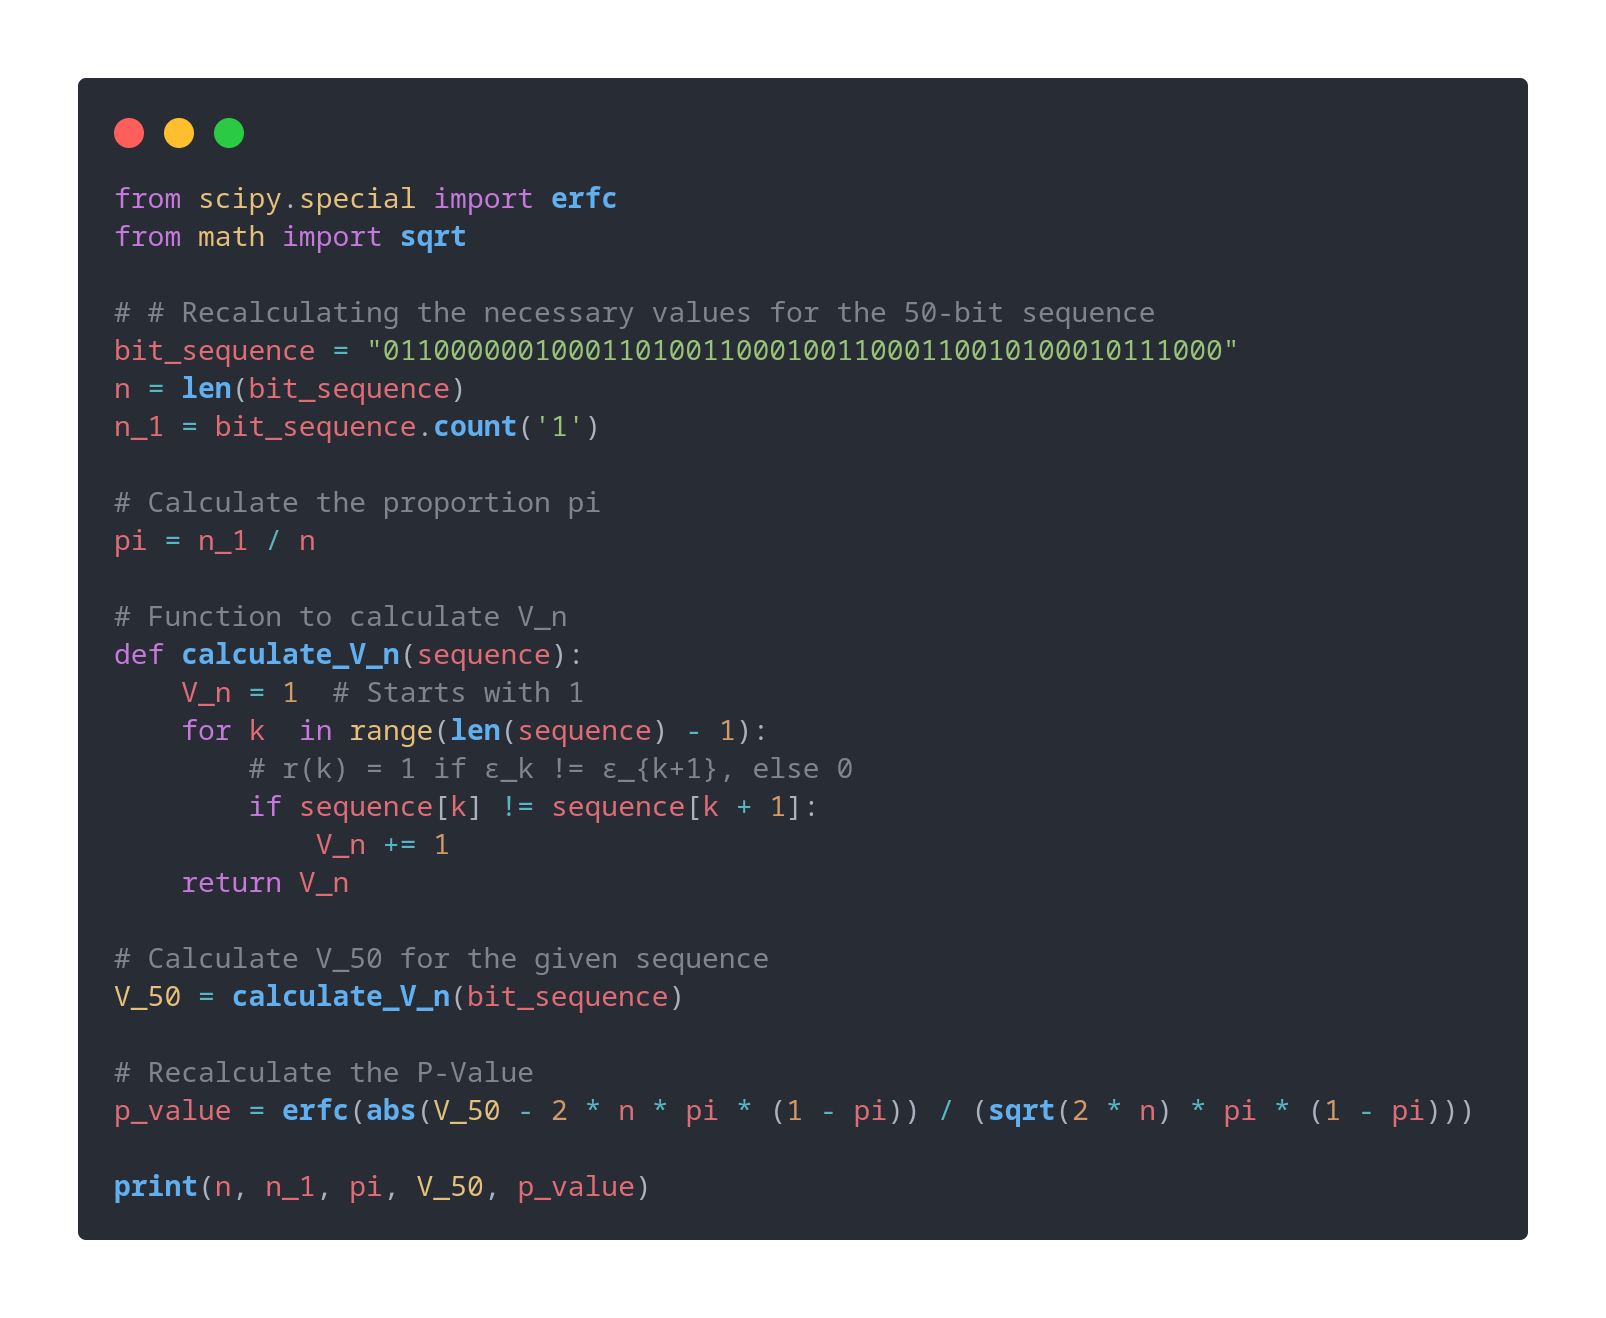 from scipy.special import erfc
from math import sqrt
# # Recalculating the necessary values for the 50-bit sequence
bit_sequence = "01100000010001101001100010011000110010100010111000"
n = len(bit_sequence)
n_1 = bit_sequence.count('1')
# Calculate the proportion pi
pi = n_1 / n
# Function to calculate V_n
def calculate_V_n(sequence):
    V_n = 1  # Starts with 1
    for k  in range(len(sequence) - 1):
        # r(k) = 1 if ε_k != ε_{k+1}, else 0
        if sequence[k] != sequence[k + 1]:
            V_n += 1
    return V_n
# Calculate V_50 for the given sequence
V_50 = calculate_V_n(bit_sequence)
# Recalculate the P-Value
p_value = erfc(abs(V_50 - 2 * n * pi * (1 - pi)) / (sqrt(2 * n) * pi * (1 - pi)))
print(n, n_1, pi, V_50, p_value)